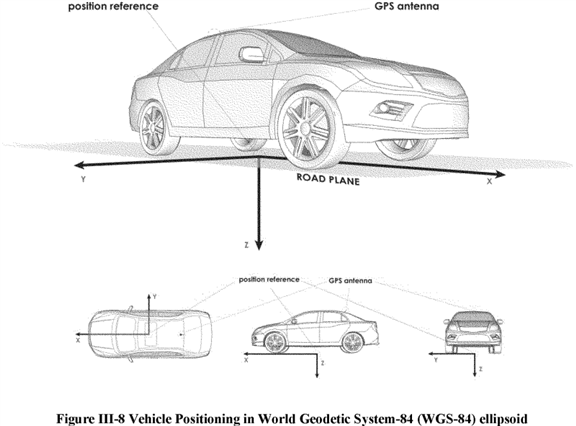 position reference
GPS antenna
Y
ROAD PLANE
X
Z
position reference
GPS antenna
Y
X
X
Z
Y
Z
Figure III-8 Vehicle Positioning in World Geodetic System-84 (WGS-84) ellipsoid